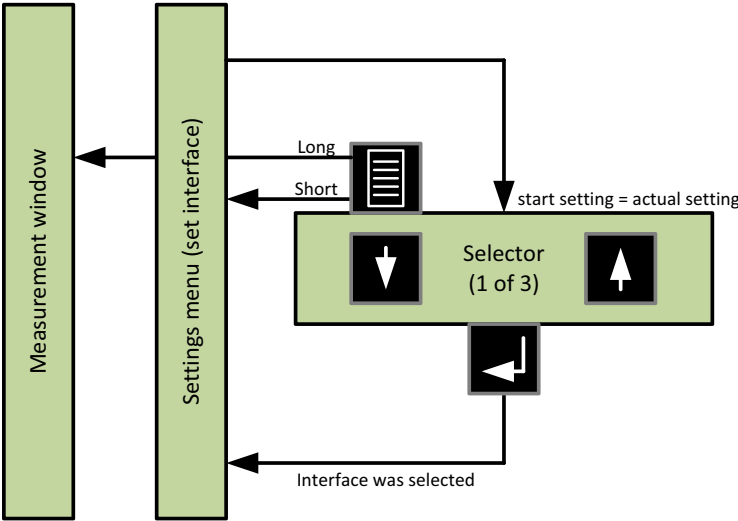 Measurement window
Settings menu (set interface)
Long
Short
start setting = actual setting
Selector
(1 of 3)
Interface was selected